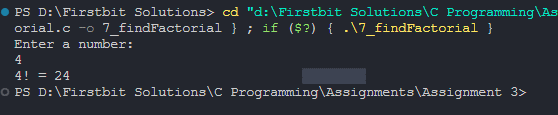 PS D:\Firstbit Solutions> cd "d:\Firstbit Solutions\C Programming\As
orial.c -o 7_findFactorial } ; if ($?) { .\7_findFactorial }
Enter a number:
4
4! = 24
PS D:\Firstbit Solutions\C Programming\Assignments\Assignment 3>